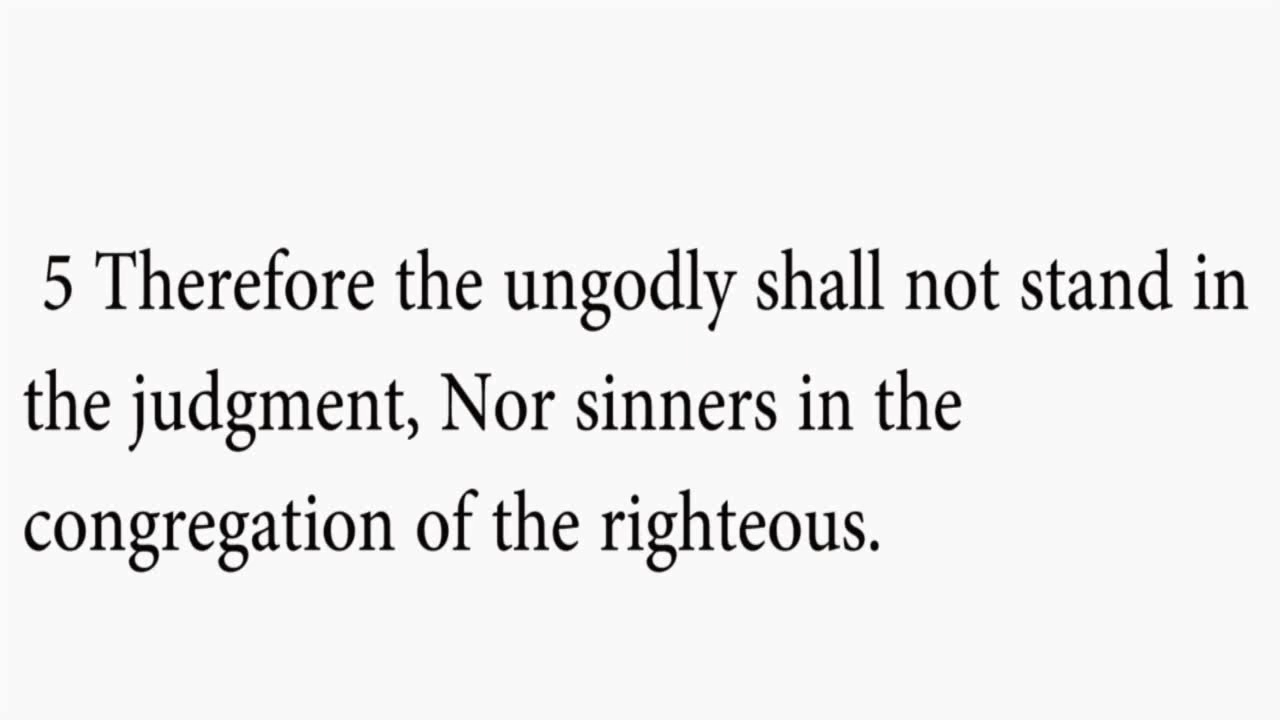 5 Therefore the ungodly shall not stand in
the judgment, Nor sinners in the
congregation of the righteous.